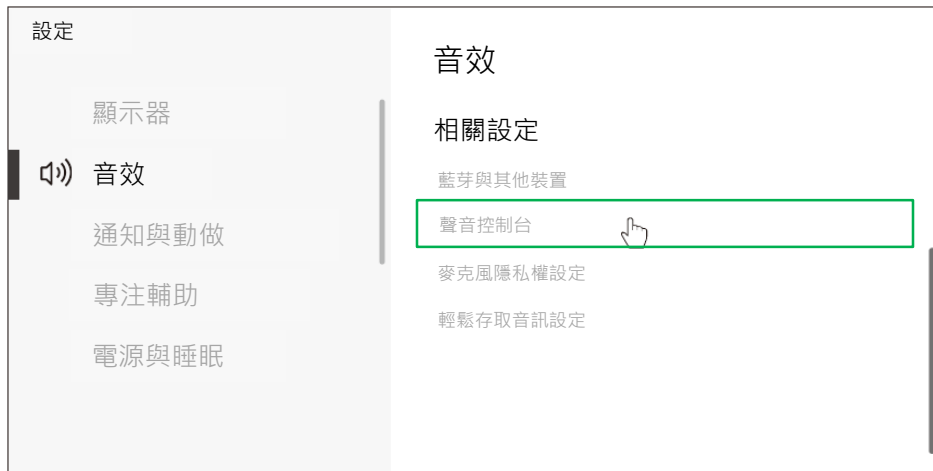 設定
顯示器
音效
通知與動做
專注輔助
電源與睡眠
音效
相關設定
藍芽與其他裝置
聲音控制台
麥克風隱私權設定
輕鬆存取音訊設定